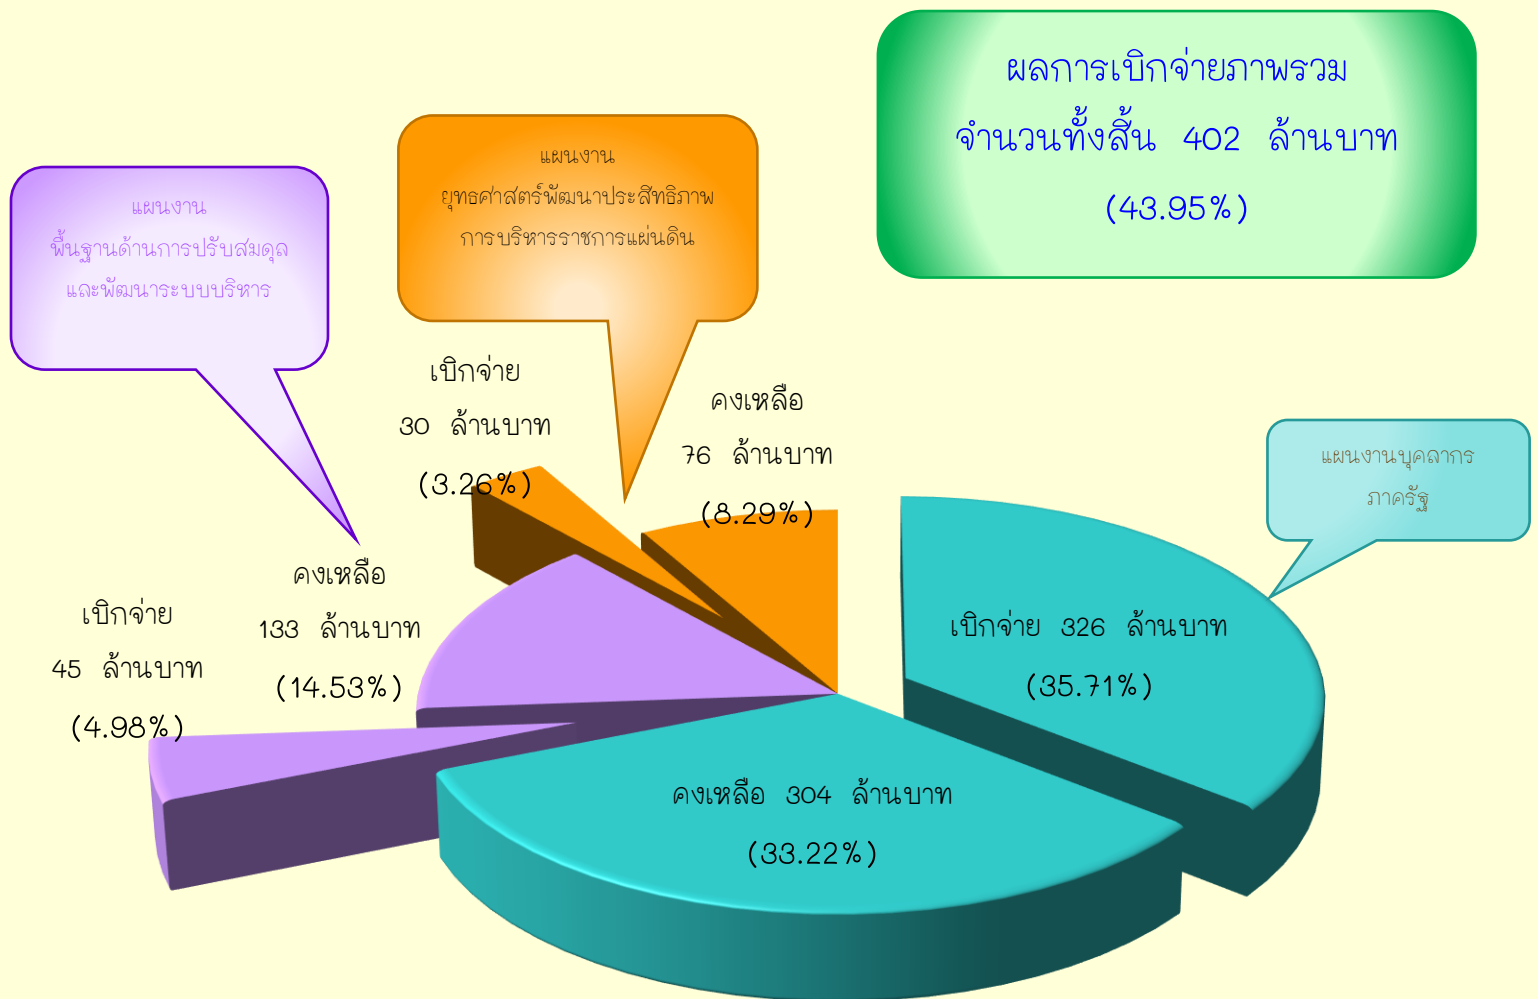 ผลการเบิกจ่ายภาพรวม
จำนวนทั้งสิ้น 402 ล้านบาท
(43.95%)
แผนงาน
ยุทธศาสตร์พัฒนาประสิทธิภาพ
การบริหารราชการแผ่นดิน
แผนงาน
พื้นฐานด้านการปรับสมดุล
และพัฒนาระบบบริหาร
เบิกจ่าย
30 ล้านบาท
(3.26%)
คงเหลือ
76 ล้านบาท
(8.29%)
แผนงานบุคลากร
ภาครัฐ
คงเหลือ
133 ล้านบาท
(14.53%)
เบิกจ่าย
45 ล้านบาท
(4.98%)
เบิกจ่าย 326 ล้านบาท
(35.71%)
คงเหลือ 304 ล้านบาท
(33.22%)